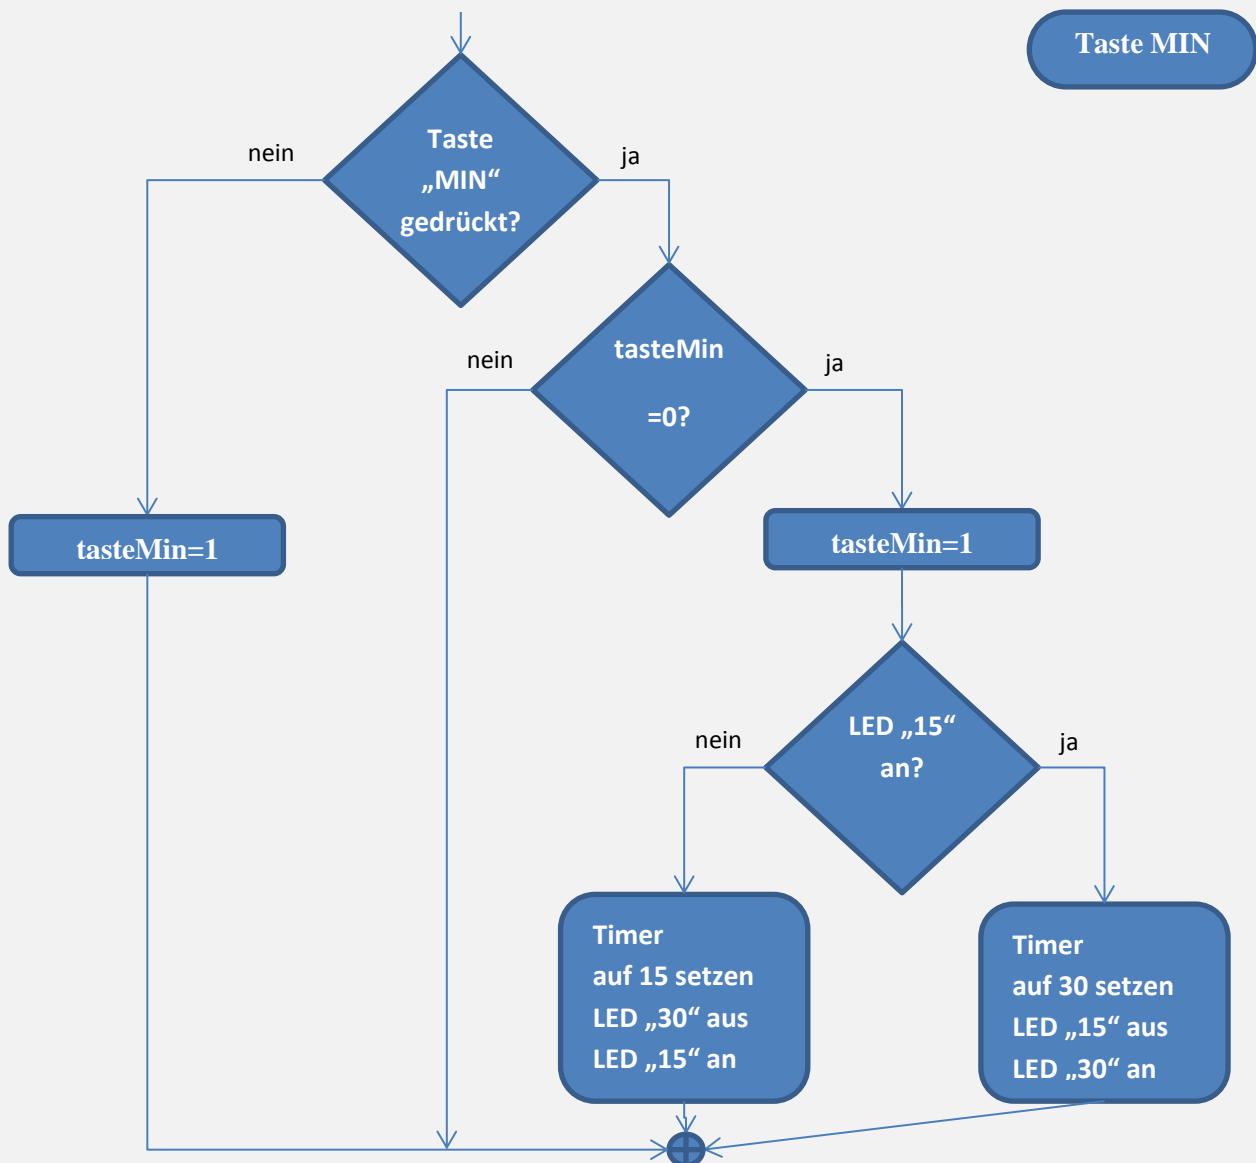 Taste MIN
Taste
„MIN“
gedrückt?
nein
ja
tasteMin
=0?
nein
ja
tasteMin=1
tasteMin=1
LED „15“
an?
nein
ja
Timer
auf 15 setzen
LED „30“ aus
LED „15“ an
Timer
auf 30 setzen
LED „15“ aus
LED „30“ an